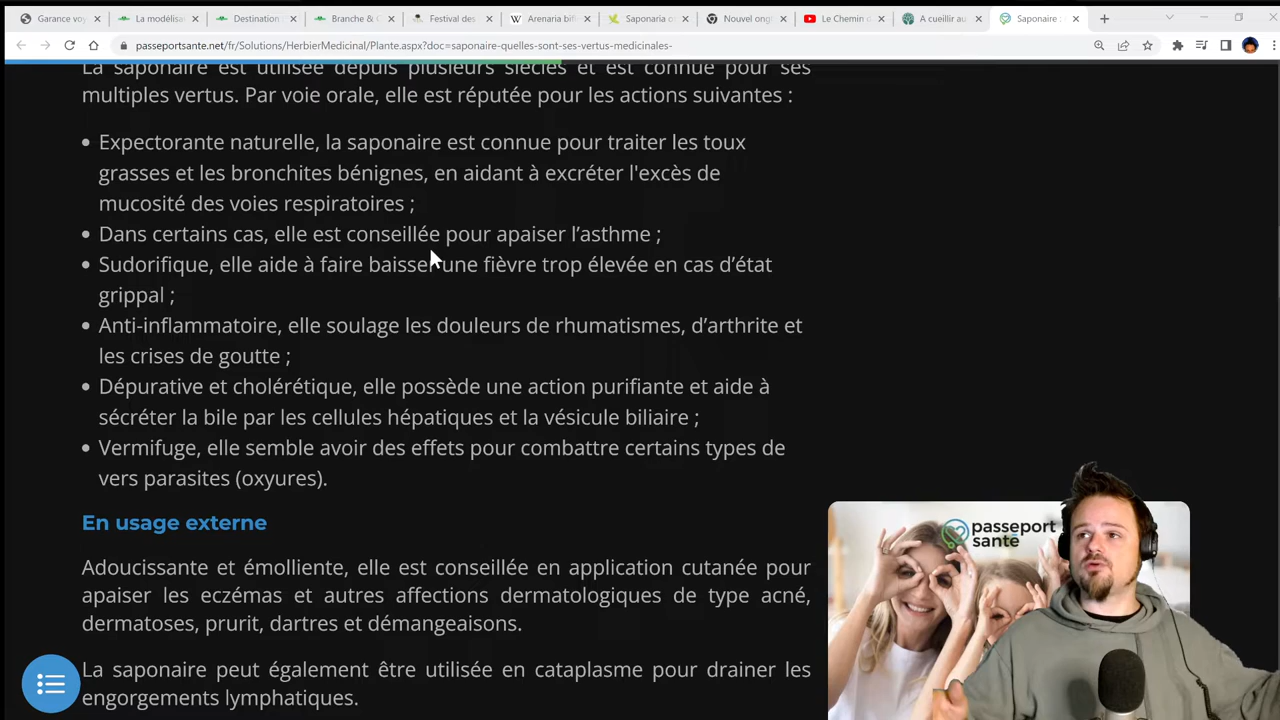 Garance voy
La modélisa
Destination
Branche & C
Festival des
Arenaria bif
Saponaria o
Nouvel ong
Le Chemin d
A cueillir au
Saponaire :
passeportsante.net/fr/Solutions/HerbierMedicinal/Plante.aspx?doc=saponaire-quelles-sont-ses-vertus-medicinales-
La saponaire est utilisée depuis plusieurs siècles et est connue pour ses
multiples vertus. Par voie orale, elle est réputée pour les actions suivantes :
Expectorante naturelle, la saponaire est connue pour traiter les toux
grasses et les bronchites bénignes, en aidant à excréter l'excès de
mucosité des voies respiratoires ;
Dans certains cas, elle est conseillée pour apaiser l’asthme ;
Sudorifique, elle aide à faire baisser une fièvre trop élevée en cas d’état
grippal ;
Anti-inflammatoire, elle soulage les douleurs de rhumatismes, d’arthrite et
les crises de goutte ;
Dépurative et cholérétique, elle possède une action purifiante et aide à
sécréter la bile par les cellules hépatiques et la vésicule biliaire ;
Vermifuge, elle semble avoir des effets pour combattre certains types de
vers parasites (oxyures).
En usage externe
Adoucissante et émolliente, elle est conseillée en application cutanée pour
apaiser les eczémas et autres affections dermatologiques de type acné,
dermatoses, prurit, dartres et démangeaisons.
La saponaire peut également être utilisée en cataplasme pour drainer les
engorgements lymphatiques.
passeport
santé